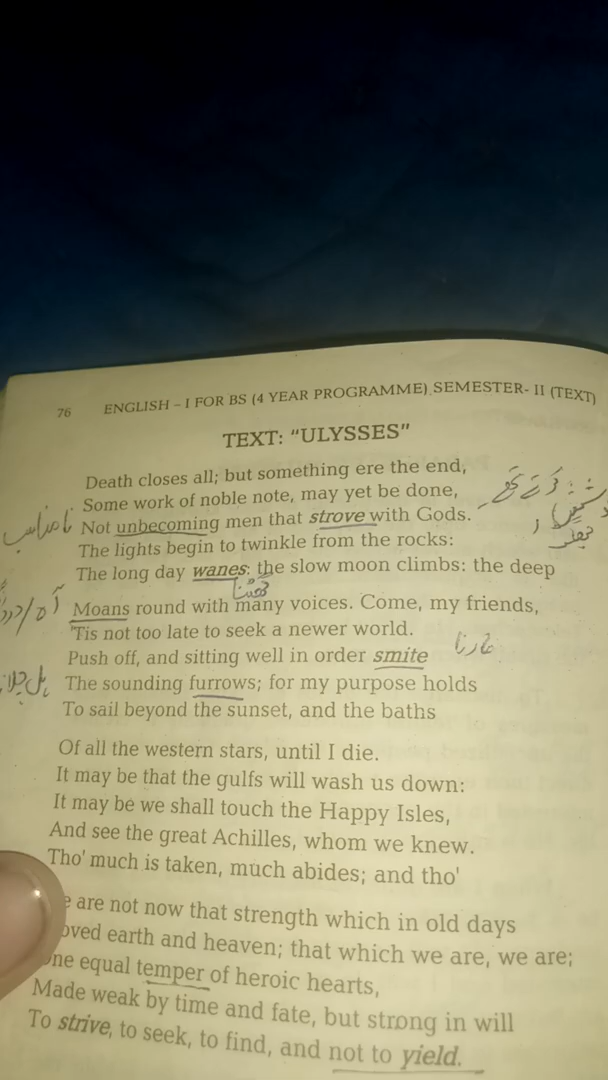 76 ENGLISH – I FOR BS (4 YEAR PROGRAMME) SEMESTER- II (TEXT)
TEXT: "ULYSSES"
Death closes all; but something ere the end,
Some work of noble note, may yet be done,
نامناسب Not unbecoming men that strove with Gods.
The lights begin to twinkle from the rocks:
The long day wanes: the slow moon climbs: the deep
گھٹنا
Moans round with many voices. Come, my friends,
'Tis not too late to seek a newer world.
Push off, and sitting well in order smite مارنا
The sounding furrows; for my purpose holds
To sail beyond the sunset, and the baths
Of all the western stars, until I die.
It may be that the gulfs will wash us down:
It may be we shall touch the Happy Isles,
And see the great Achilles, whom we knew.
Tho' much is taken, much abides; and tho'
e are not now that strength which in old days
oved earth and heaven; that which we are, we are;
ne equal temper of heroic hearts,
Made weak by time and fate, but strong in will
To strive, to seek, to find, and not to yield.